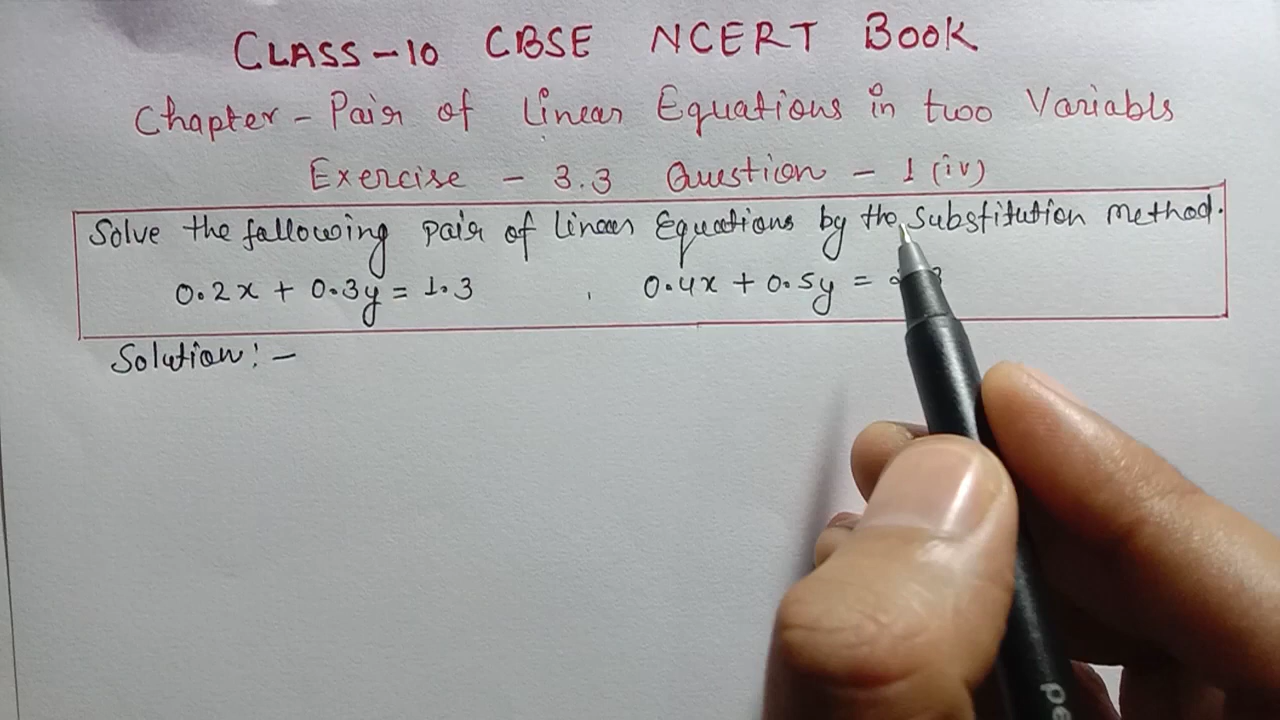 CLASS-10 CBSE NCERT BOOK
Chapter - Pair of Linear Equations in two Variabls
Exercise - 3.3 Question - 1 (iv)
Solve the following pair of linear Equations by the substitution method.
0.2x + 0.3y = 1.3 , 0.4x + 0.5y =
Solution:-
pe